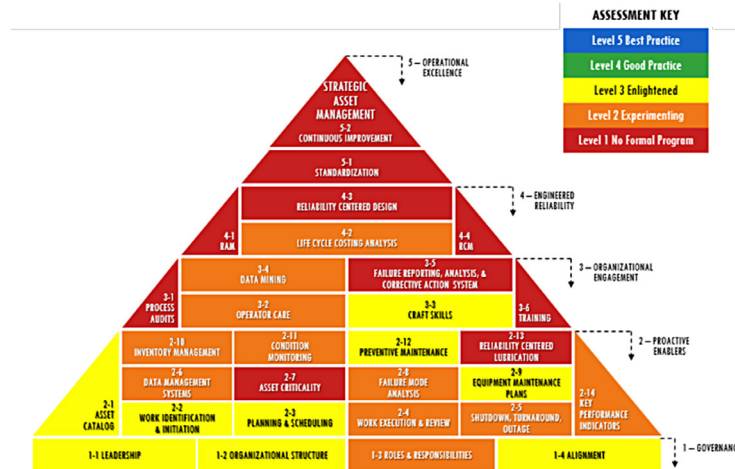 ASSESSMENT KEY
Level 5 Best Practice
Level 4 Good Practice
Level 3 Enlightened
Level 2 Experimenting
Level 1 No Formal Program
5 – OPERATIONAL
EXCELLENCE
STRATEGIC
ASSET
MANAGEMENT
5-2
CONTINUOUS IMPROVEMENT
5-1
STANDARDIZATION
4 – ENGINEERED
RELIABILITY
4-1
RAM
4-3
RELIABILITY CENTERED DESIGN
4-2
LIFE CYCLE COSTING ANALYSIS
4-4
RCM
3 – ORGANIZATIONAL
ENGAGEMENT
3-1
PROCESS
AUDITS
3-4
DATA MINING
3-5
FAILURE REPORTING, ANALYSIS, &
CORRECTIVE ACTION SYSTEM
3-2
OPERATOR CARE
3-3
CRAFT SKILLS
3-6
TRAINING
2 – PROACTIVE
ENABLERS
2-1
ASSET
CATALOG
2-10
INVENTORY MANAGEMENT
2-11
CONDITION
MONITORING
2-12
PREVENTIVE MAINTENANCE
2-13
RELIABILITY CENTERED
LUBRICATION
2-6
DATA MANAGEMENT
SYSTEMS
2-7
ASSET CRITICALITY
2-8
FAILURE MODE
ANALYSIS
2-9
EQUIPMENT MAINTENANCE
PLANS
2-2
WORK IDENTIFICATION
& INITIATION
2-3
PLANNING & SCHEDULING
2-4
WORK EXECUTION & REVIEW
2-5
SHUTDOWN, TURNAROUND,
OUTAGE
2-14
KEY
PERFORMANCE
INDICATORS
1 – GOVERNANC
1-1 LEADERSHIP
1-2 ORGANIZATIONAL STRUCTURE
1-3 ROLES & RESPONSIBILITIES
1-4 ALIGNMENT